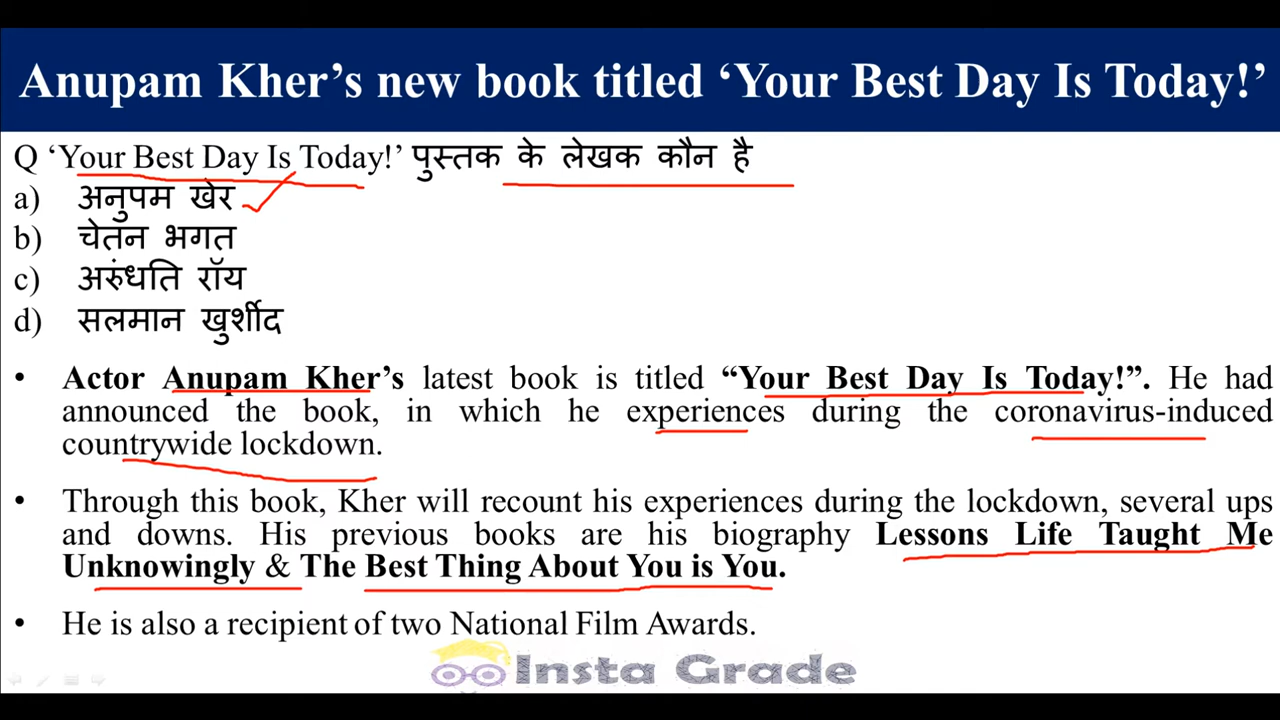 Anupam Kher’s new book titled ‘Your Best Day Is Today!’
Q ‘Your Best Day Is Today!’ पुस्तक के लेखक कौन है
a) अनुपम खेर
b) चेतन भगत
c) अरुंधति रॉय
d) सलमान खुर्शीद
• Actor Anupam Kher’s latest book is titled “Your Best Day Is Today!”. He had
announced the book, in which he experiences during the coronavirus-induced
countrywide lockdown.
• Through this book, Kher will recount his experiences during the lockdown, several ups
and downs. His previous books are his biography Lessons Life Taught Me
Unknowingly & The Best Thing About You is You.
• He is also a recipient of two National Film Awards.
Insta Grade